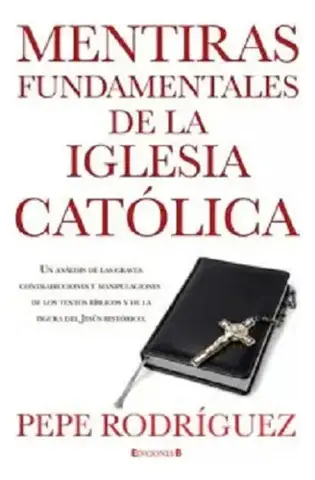 MENTIRAS
FUNDAMENTALES
DE LA
IGLESIA
CATÓLICA
UN ANÁLISIS DE LAS GRAVES
CONTRADICCIONES Y MANIPULACIONES
DE LOS TEXTOS BÍBLICOS Y DE LA
FIGURA DEL JESÚS HISTÓRICO.
PEPE RODRÍGUEZ
EDICIONES B